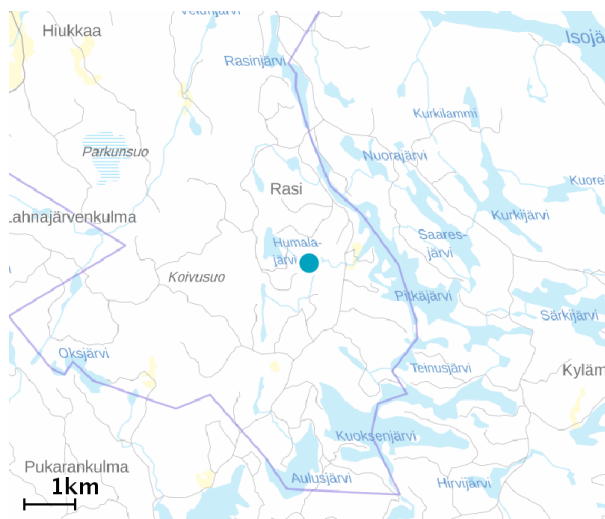 Velunjärvi
Hiukkaa
Isojä
Rasinjärvi
Kurkilammi
Parkunsuo
Nuorajärvi
Rasi
Kuore
Lahnajärvenkulma
Kurkijärvi
Saares-
järvi
Humala-
järvi
Koivusuo
Pitkäjärvi
Särkijärvi
Oksjärvi
Teinusjärvi
Kyläm
Kuoksenjärvi
Pukarankulma
Aulusjärvi
Hirvijärvi
1km